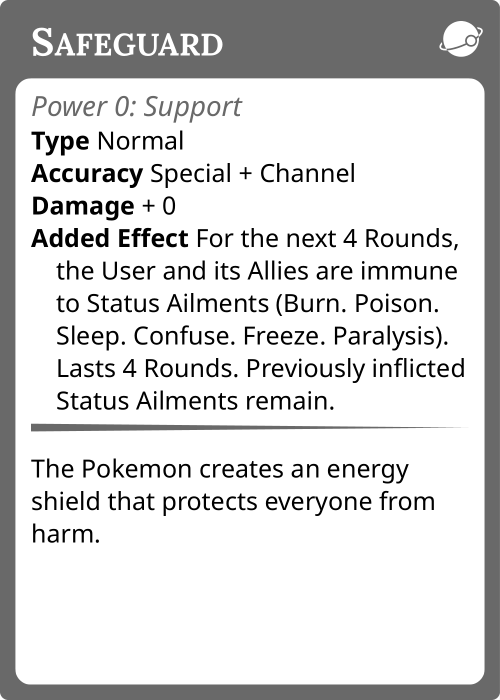 SAFEGUARD
Power 0: Support
Type Normal
Accuracy Special + Channel
Damage + 0
Added Effect For the next 4 Rounds,
the User and its Allies are immune
to Status Ailments (Burn. Poison.
Sleep. Confuse. Freeze. Paralysis).
Lasts 4 Rounds. Previously inflicted
Status Ailments remain.
The Pokemon creates an energy
shield that protects everyone from
harm.